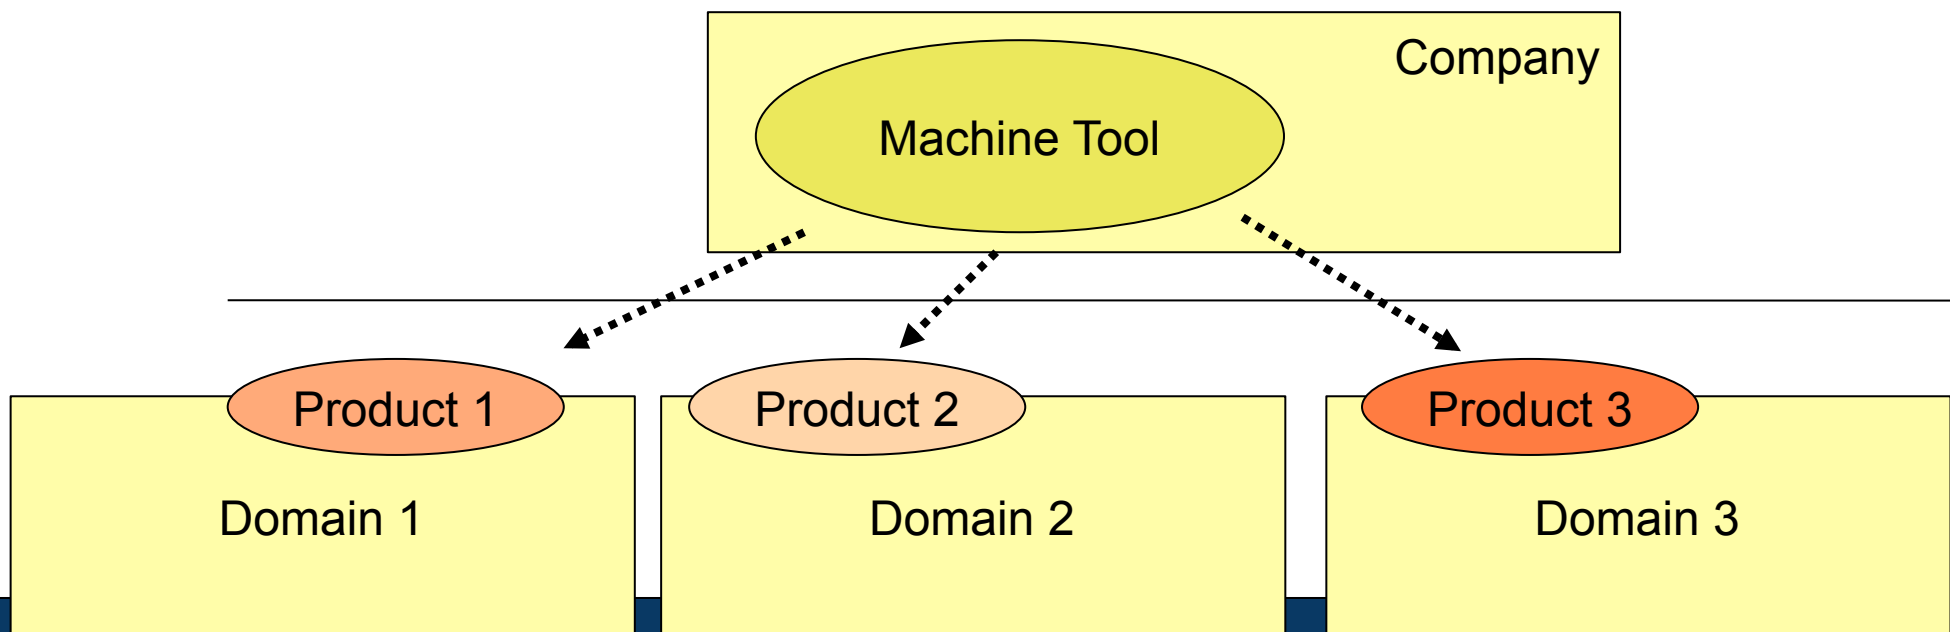 Company
Machine Tool
Product 1
Product 2
Product 3
Domain 1
Domain 2
Domain 3